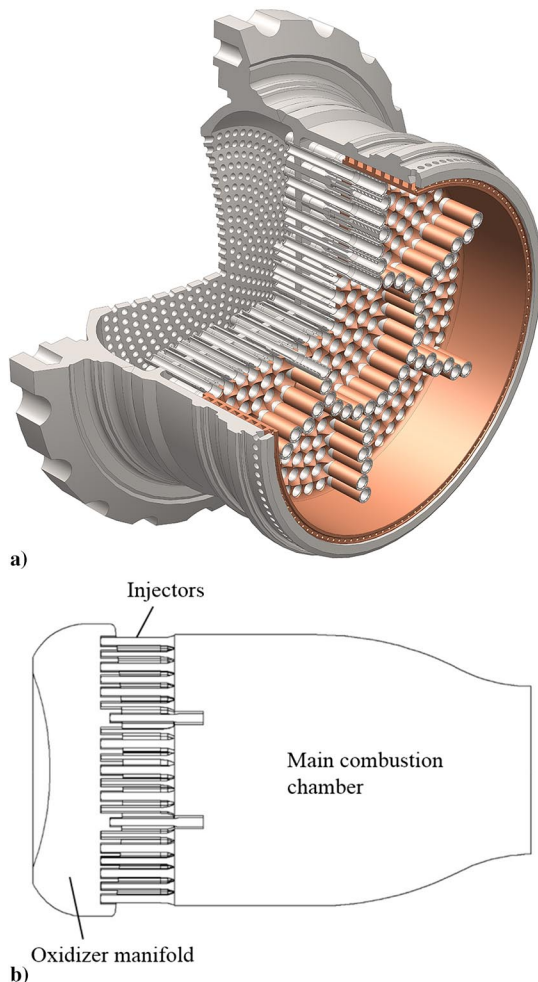 a)
Injectors
Main combustion
chamber
Oxidizer manifold
b)